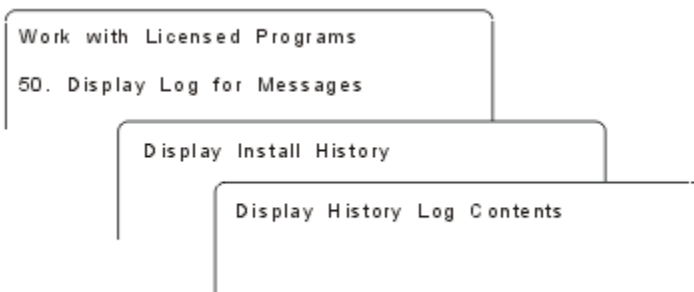 Work with Licensed Programs
50. Display Log for Messages
Display Install History
Display History Log Contents